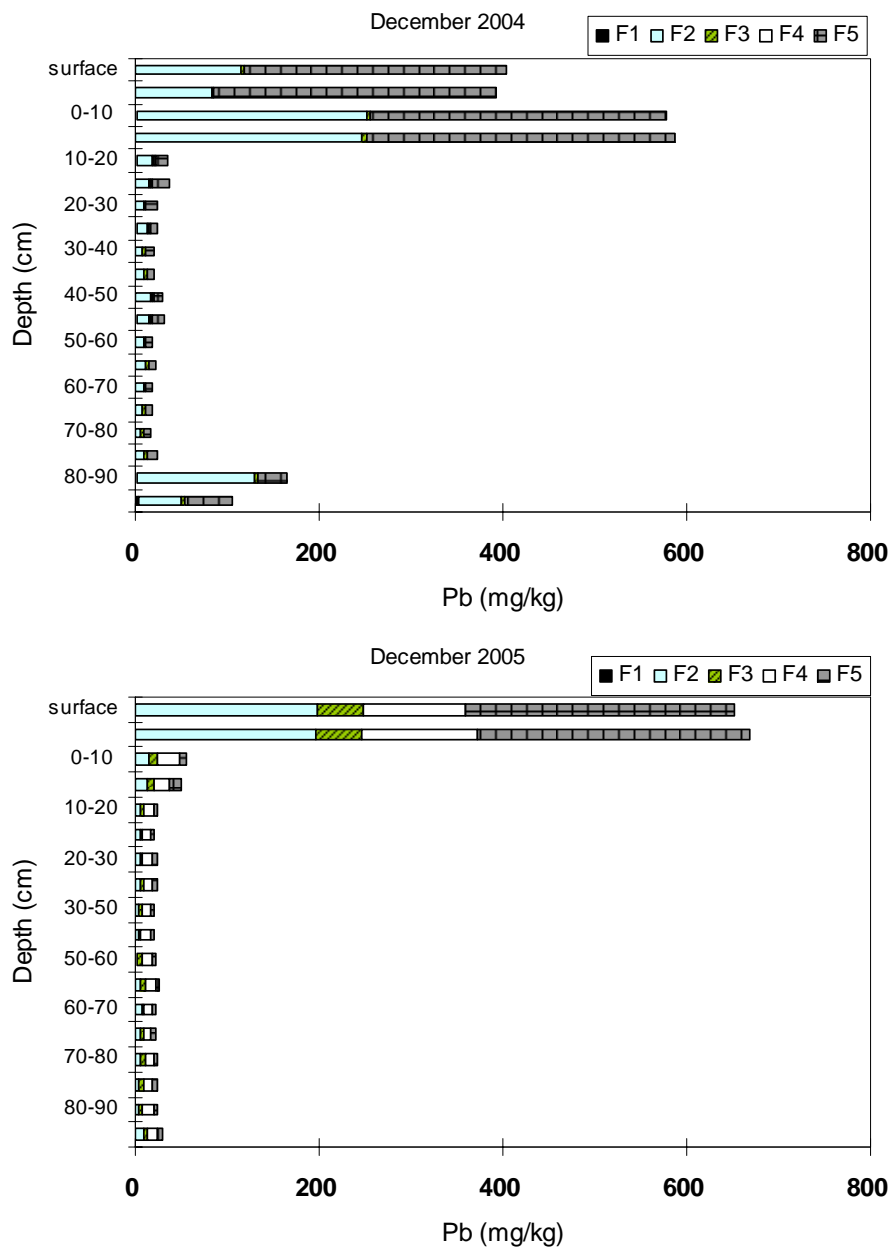 December 2004
F1 F2 F3 F4 F5
surface
0-10
10-20
20-30
30-40
40-50
50-60
60-70
70-80
80-90
Depth (cm)
0 200 400 600 800
Pb (mg/kg)
December 2005
F1 F2 F3 F4 F5
surface
0-10
10-20
20-30
30-50
50-60
60-70
70-80
80-90
Depth (cm)
0 200 400 600 800
Pb (mg/kg)